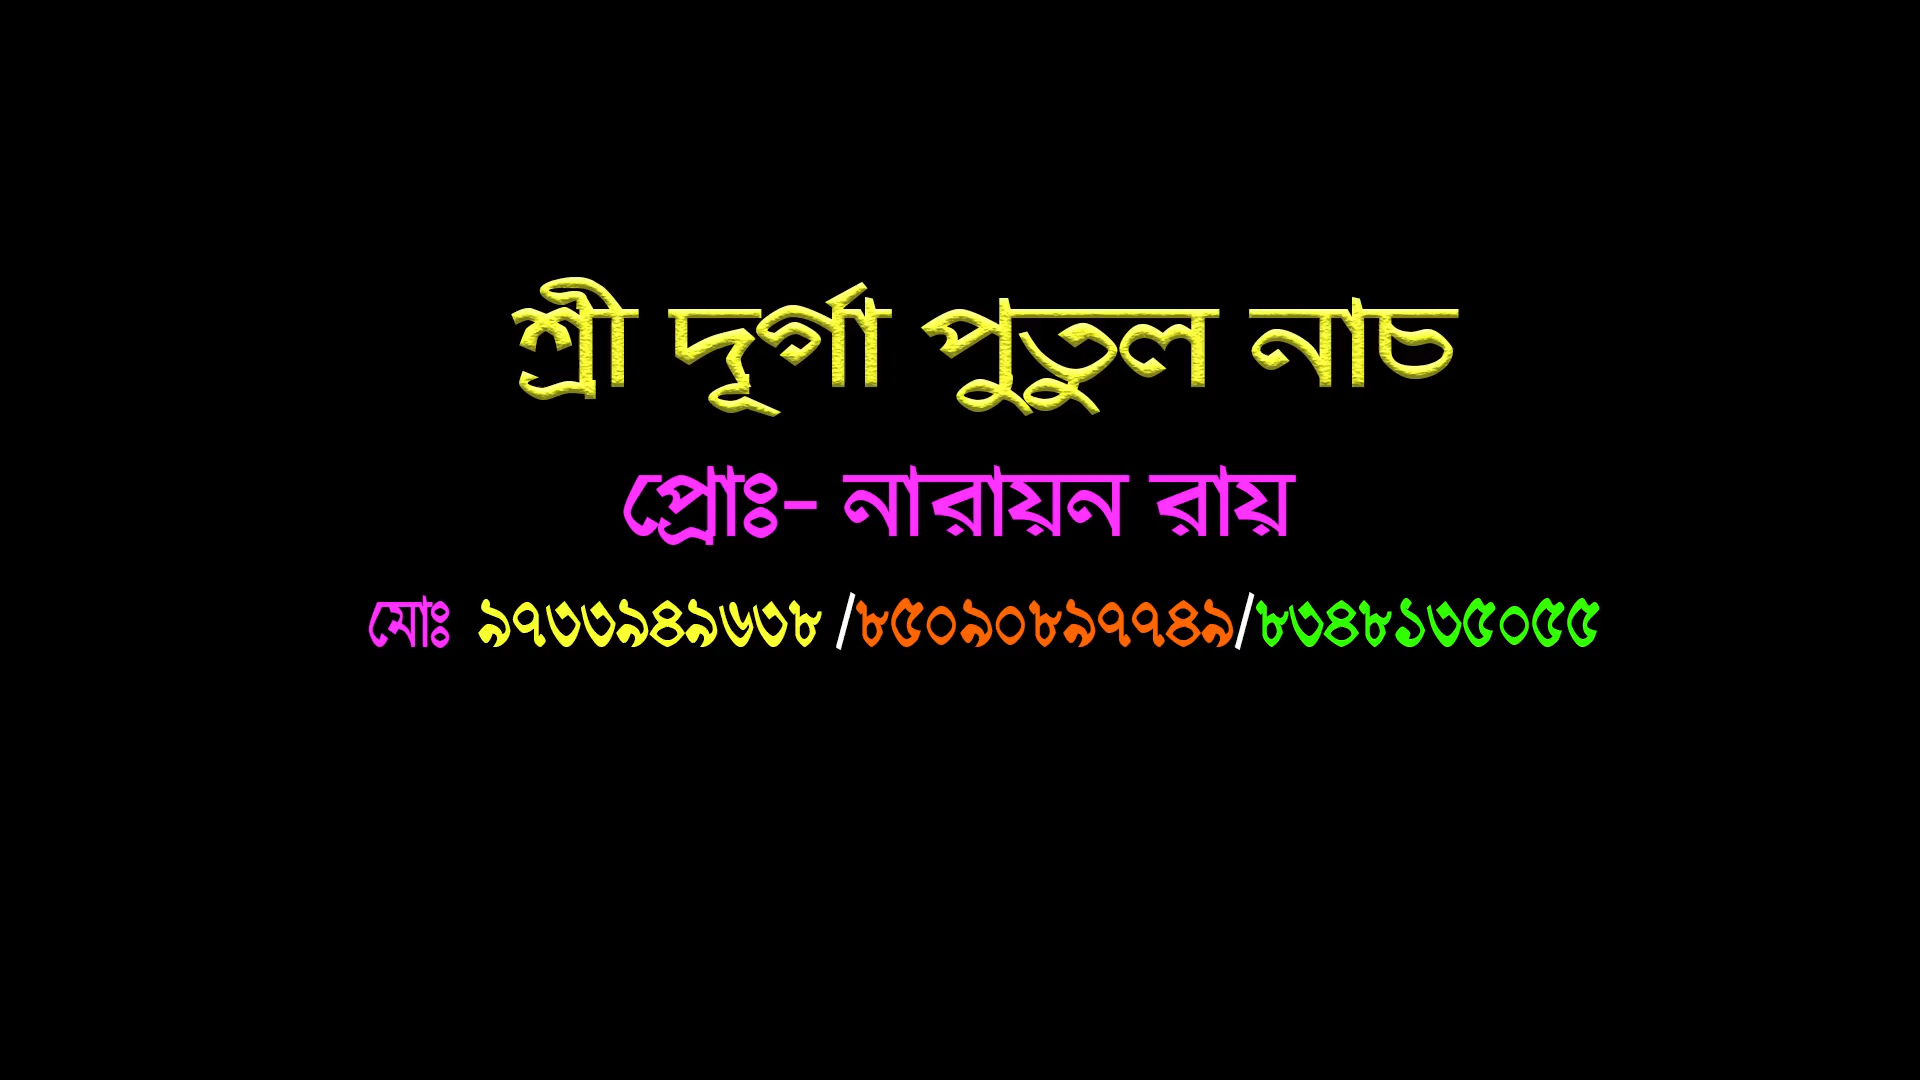 শ্রী দূর্গা পুতুল নাচ
প্রোঃ- নারায়ন রায়
মোঃ ৯৭৩৩৯৪৯৬৩৮ /৮৫০৯০৮৯৭৭৪৯/৮৩৪৮১৩৫০৫৫